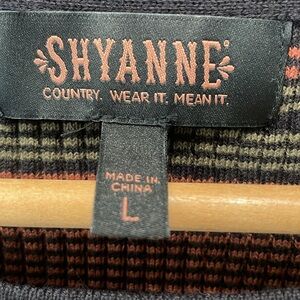 SHYANNE®
COUNTRY. WEAR IT. MEAN IT.
MADE IN
CHINA
L